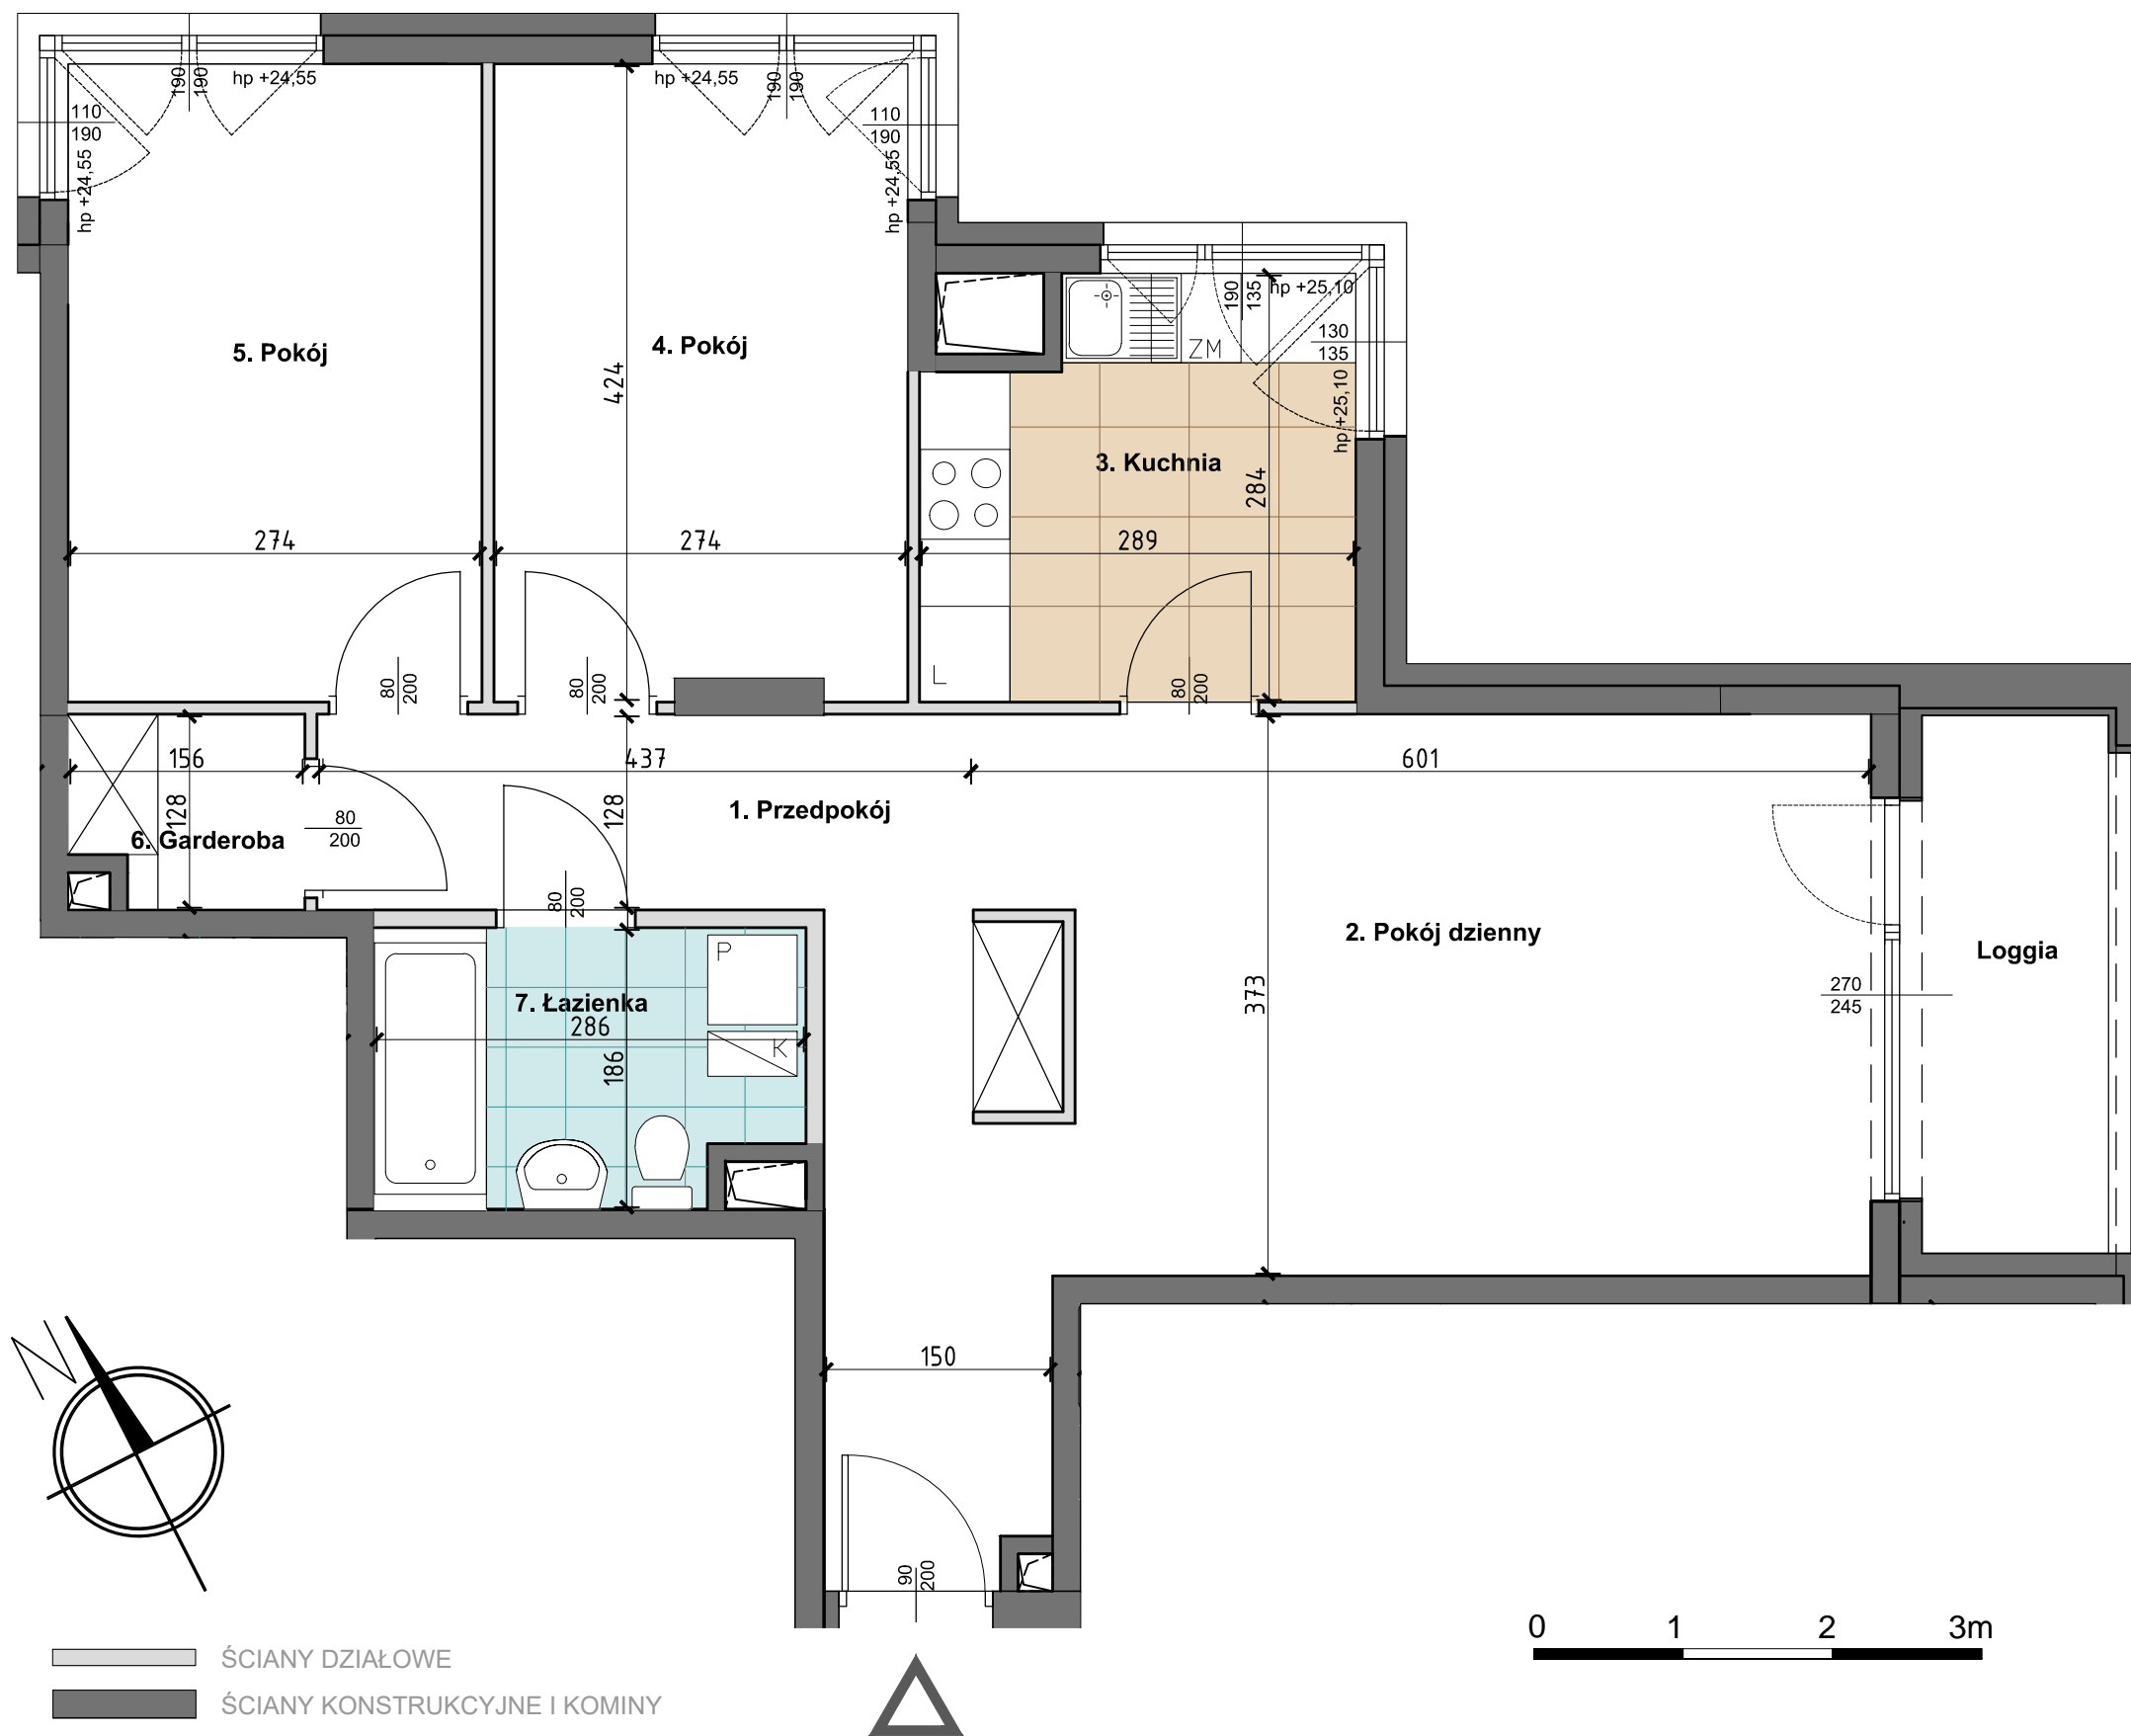 190
190
hp +24,55
hp +24,55
190
190
110
190
hp +24,55
110
190
hp +24,55
190
135
hp +25,10
130
135
hp +25,10
ZM
5. Pokój
4. Pokój
424
3. Kuchnia
284
274
274
289
80
200
80
200
L
80
200
156
437
601
128
128
1. Przedpokój
80
200
6. Garderoba
80
200
2. Pokój dzienny
Loggia
P
7. Łazienka
286
K
186
373
270
245
150
N
90
200
0 1 2 3m
ŚCIANY DZIAŁOWE
ŚCIANY KONSTRUKCYJNE I KOMINY